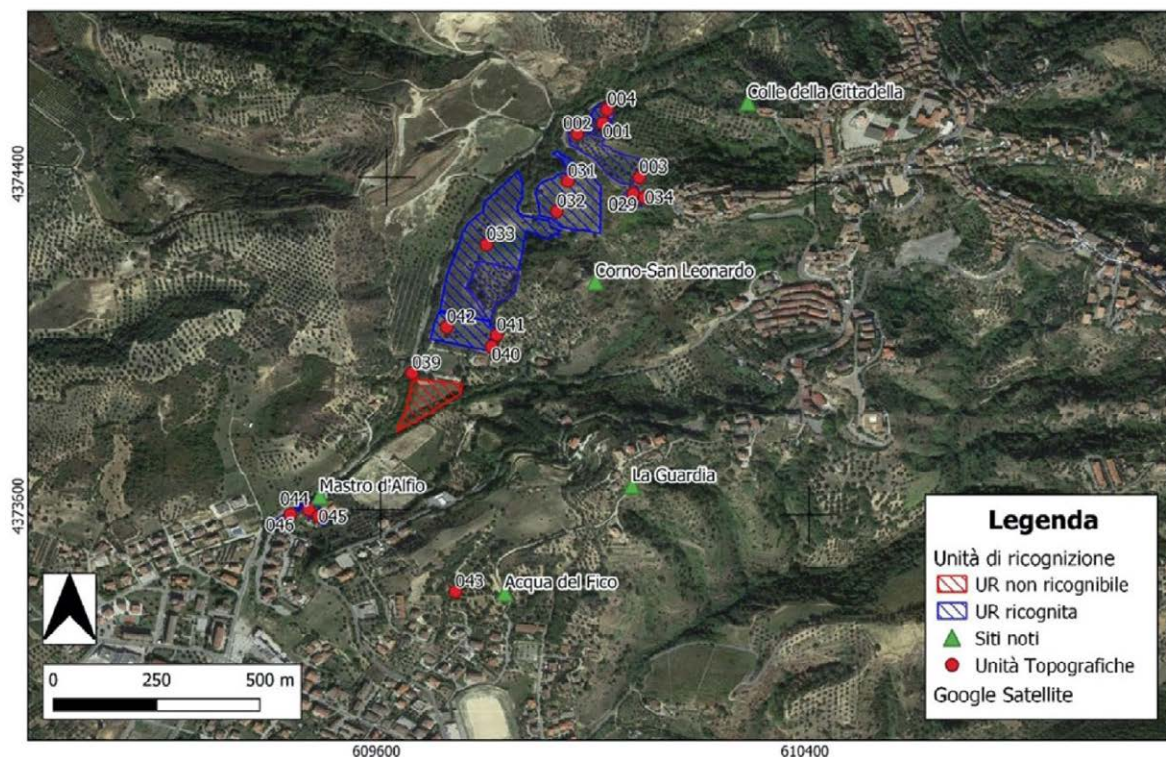 004
Colle della Cittadella
002
001
4374400
031
003
032
029
034
033
Corno-San Leonardo
042
041
040
039
La Guardia
Mastro d'Alfio
044
4373600
046
045
043
Acqua del Fico
Legenda
Unità di ricognizione
UR non ricognibile
UR ricognita
Siti noti
Unità Topografiche
Google Satellite
0 250 500 m
609600
610400